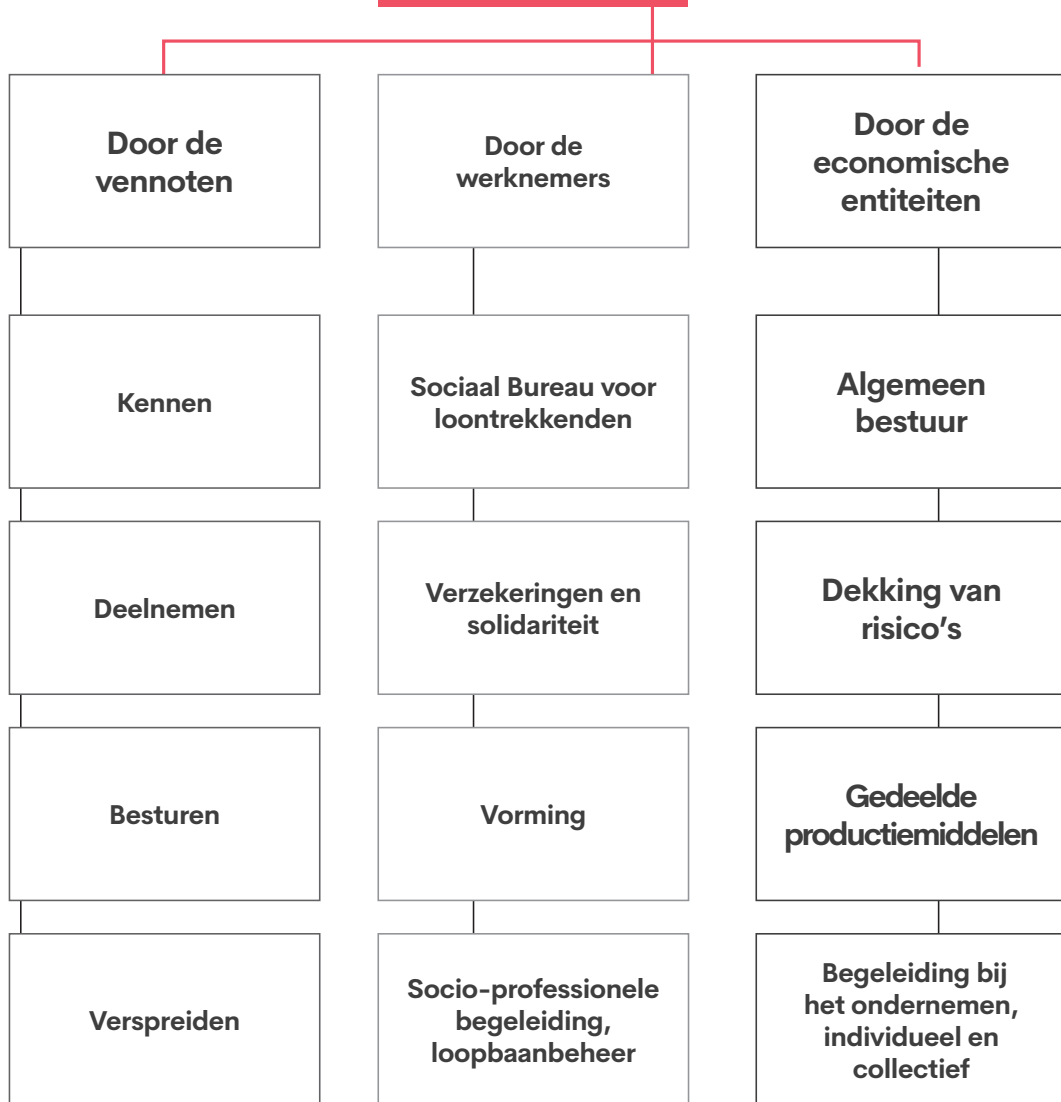 Door de
vennoten
Kennen
Deelnemen
Besturen
Verspreiden
Door de
werknemers
Sociaal Bureau voor
loontrekkenden
Verzekeringen en
solidariteit
Vorming
Socio-professionele
begeleiding,
loopbaanbeheer
Door de
economische
entiteiten
Algemeen
bestuur
Dekking van
risico's
Gedeelde
productiemiddelen
Begeleiding bij
het ondernemen,
individueel en
collectief